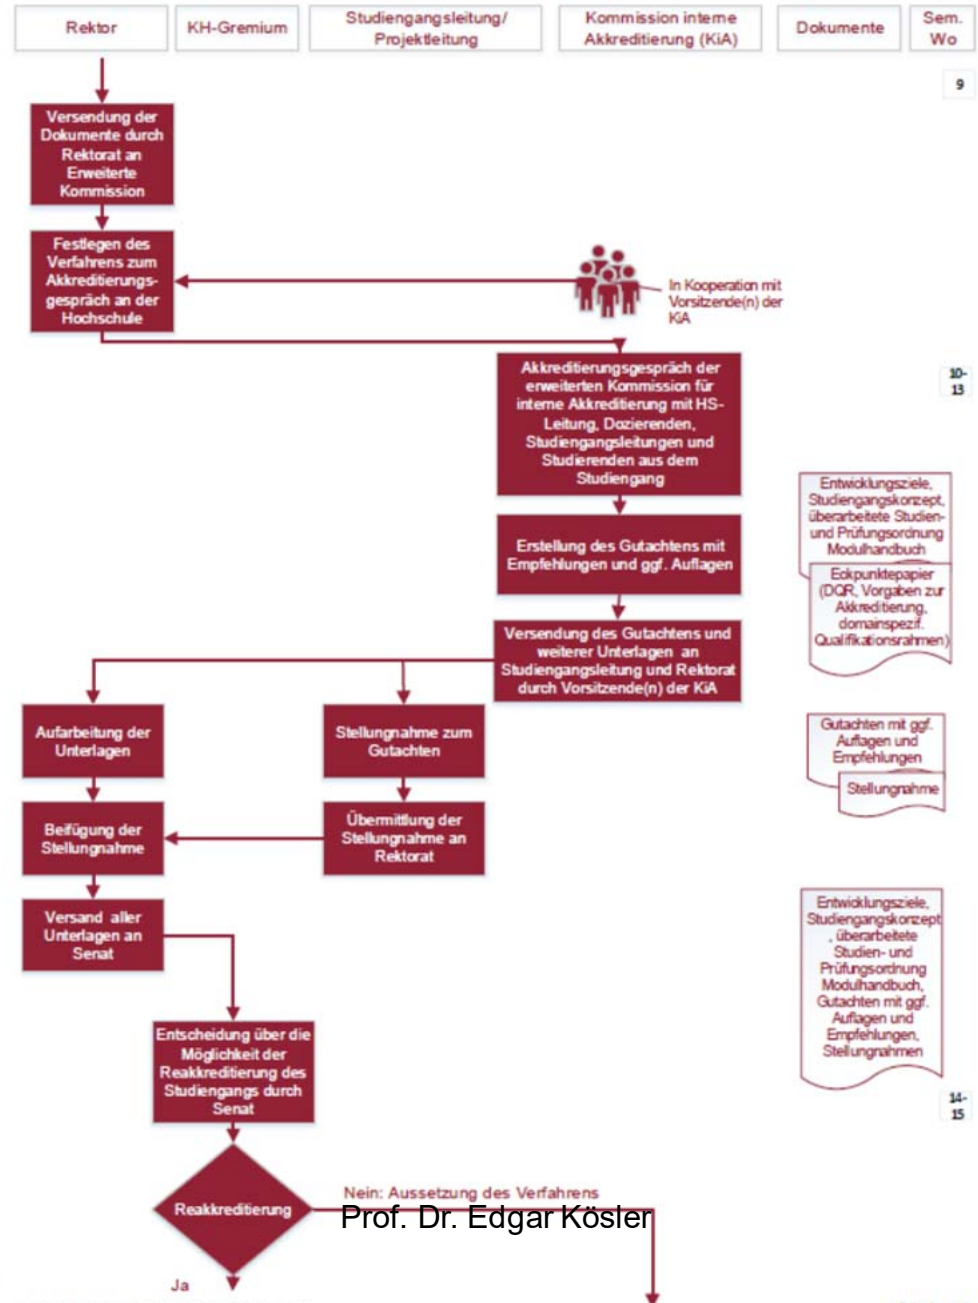 Rektor
KH-Gremium
Studiengangsleitung/
Projektleitung
Kommission interne
Akkreditierung (KiA)
Dokumente
Sem.
Wo
9
Versendung der
Dokumente durch
Rektorat an
Erweiterte
Kommission
Festlegen des
Verfahrens zum
Akkreditierungs-
gespräch an der
Hochschule
In Kooperation mit
Vorsitzende(n) der
KiA
Akkreditierungsgespräch der
erweiterten Kommission für
interne Akkreditierung mit HS-
Leitung, Dozierenden,
Studiengangsleitungen und
Studierenden aus dem
Studiengang
10-
13
Entwicklungsziele,
Studiengangskonzept,
überarbeitete Studien-
und Prüfungsordnung
Modulhandbuch
Erstellung des Gutachtens mit
Empfehlungen und ggf. Auflagen
Eckpunktepapier
(DQR, Vorgaben zur
Akkreditierung,
domainspezif.
Qualifikationsrahmen)
Versendung des Gutachtens und
weiterer Unterlagen an
Studiengangsleitung und Rektorat
durch Vorsitzende(n) der KiA
Aufarbeitung der
Unterlagen
Stellungnahme zum
Gutachten
Gutachten mit ggf.
Auflagen und
Empfehlungen
Stellungnahme
Beifügung der
Stellungnahme
Übermittlung der
Stellungnahme an
Rektorat
Versand aller
Unterlagen an
Senat
Entwicklungsziele,
Studiengangskonzept
, überarbeitete
Studien- und
Prüfungsordnung
Modulhandbuch,
Gutachten mit ggf.
Auflagen und
Empfehlungen,
Stellungnahmen
Entscheidung über die
Möglichkeit der
Reakkreditierung des
Studiengangs durch
Senat
14-
15
Reakkreditierung
Nein: Aussetzung des Verfahrens
Prof. Dr. Edgar Kösler
Ja